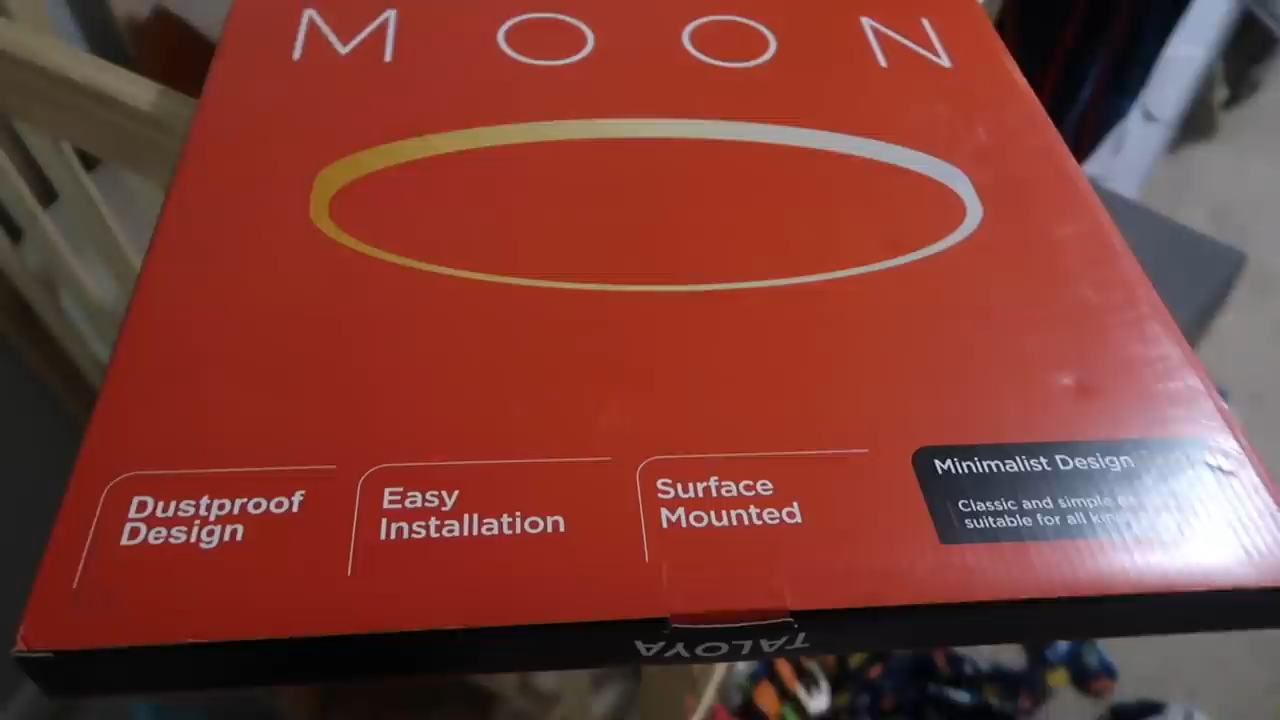 MOON
Dustproof
Design
Easy
Installation
Surface
Mounted
Minimalist Design
Classic and simple
suitable for all
TALOYA